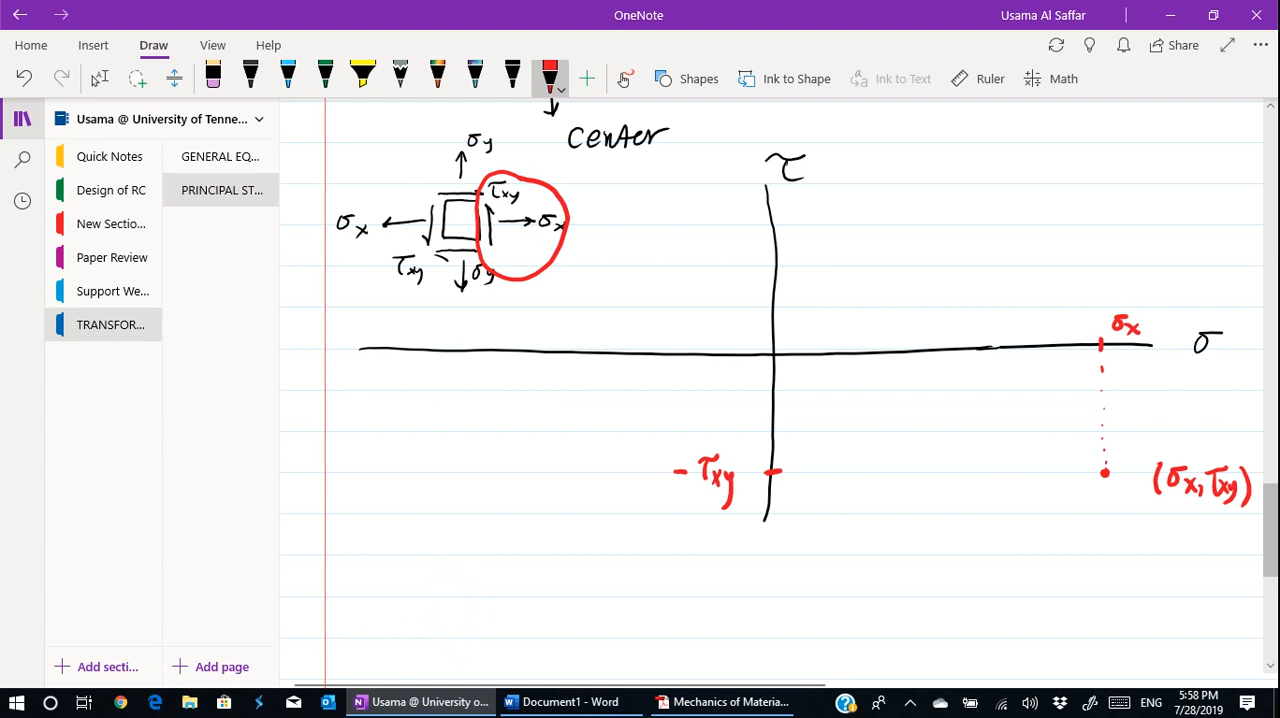 OneNote
Usama Al Saffar
Home Insert Draw View Help
Share
Shapes
Ink to Shape
Ink to Text
Ruler
Math
Usama @ University of Tenne...
Quick Notes
Design of RC
New Sectio...
Paper Review
Support We...
TRANSFOR...
GENERAL EQ...
PRINCIPAL ST...
Center
σy
τ
τxy
σx
σx
τxy
σy
σx
σ
- τxy
(σx, τxy)
Add secti...
Add page
Usama @ University o...
Document1 - Word
Mechanics of Materia...
ENG
5:58 PM
7/28/2019